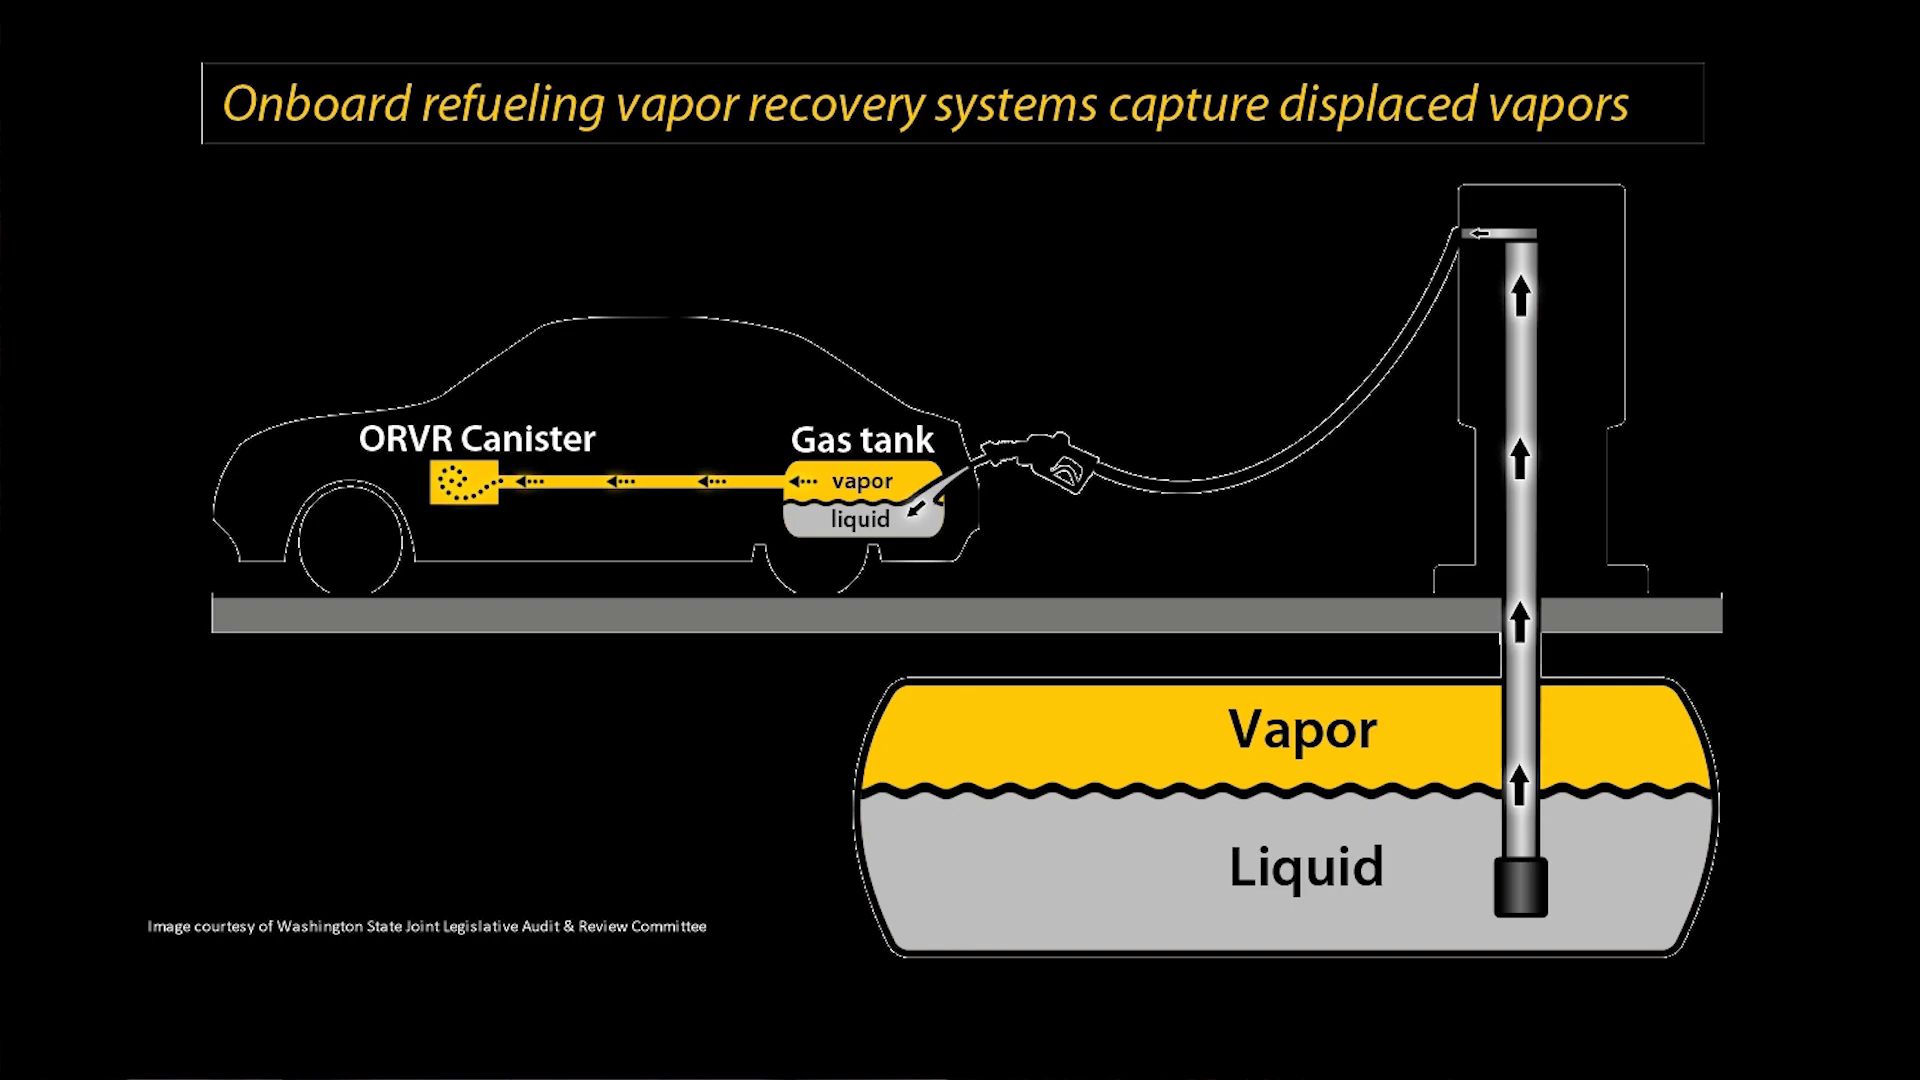 Onboard refueling vapor recovery systems capture displaced vapors
ORVR Canister
Gas tank
vapor
liquid
Vapor
Liquid
Image courtesy of Washington State Joint Legislative Audit & Review Committee